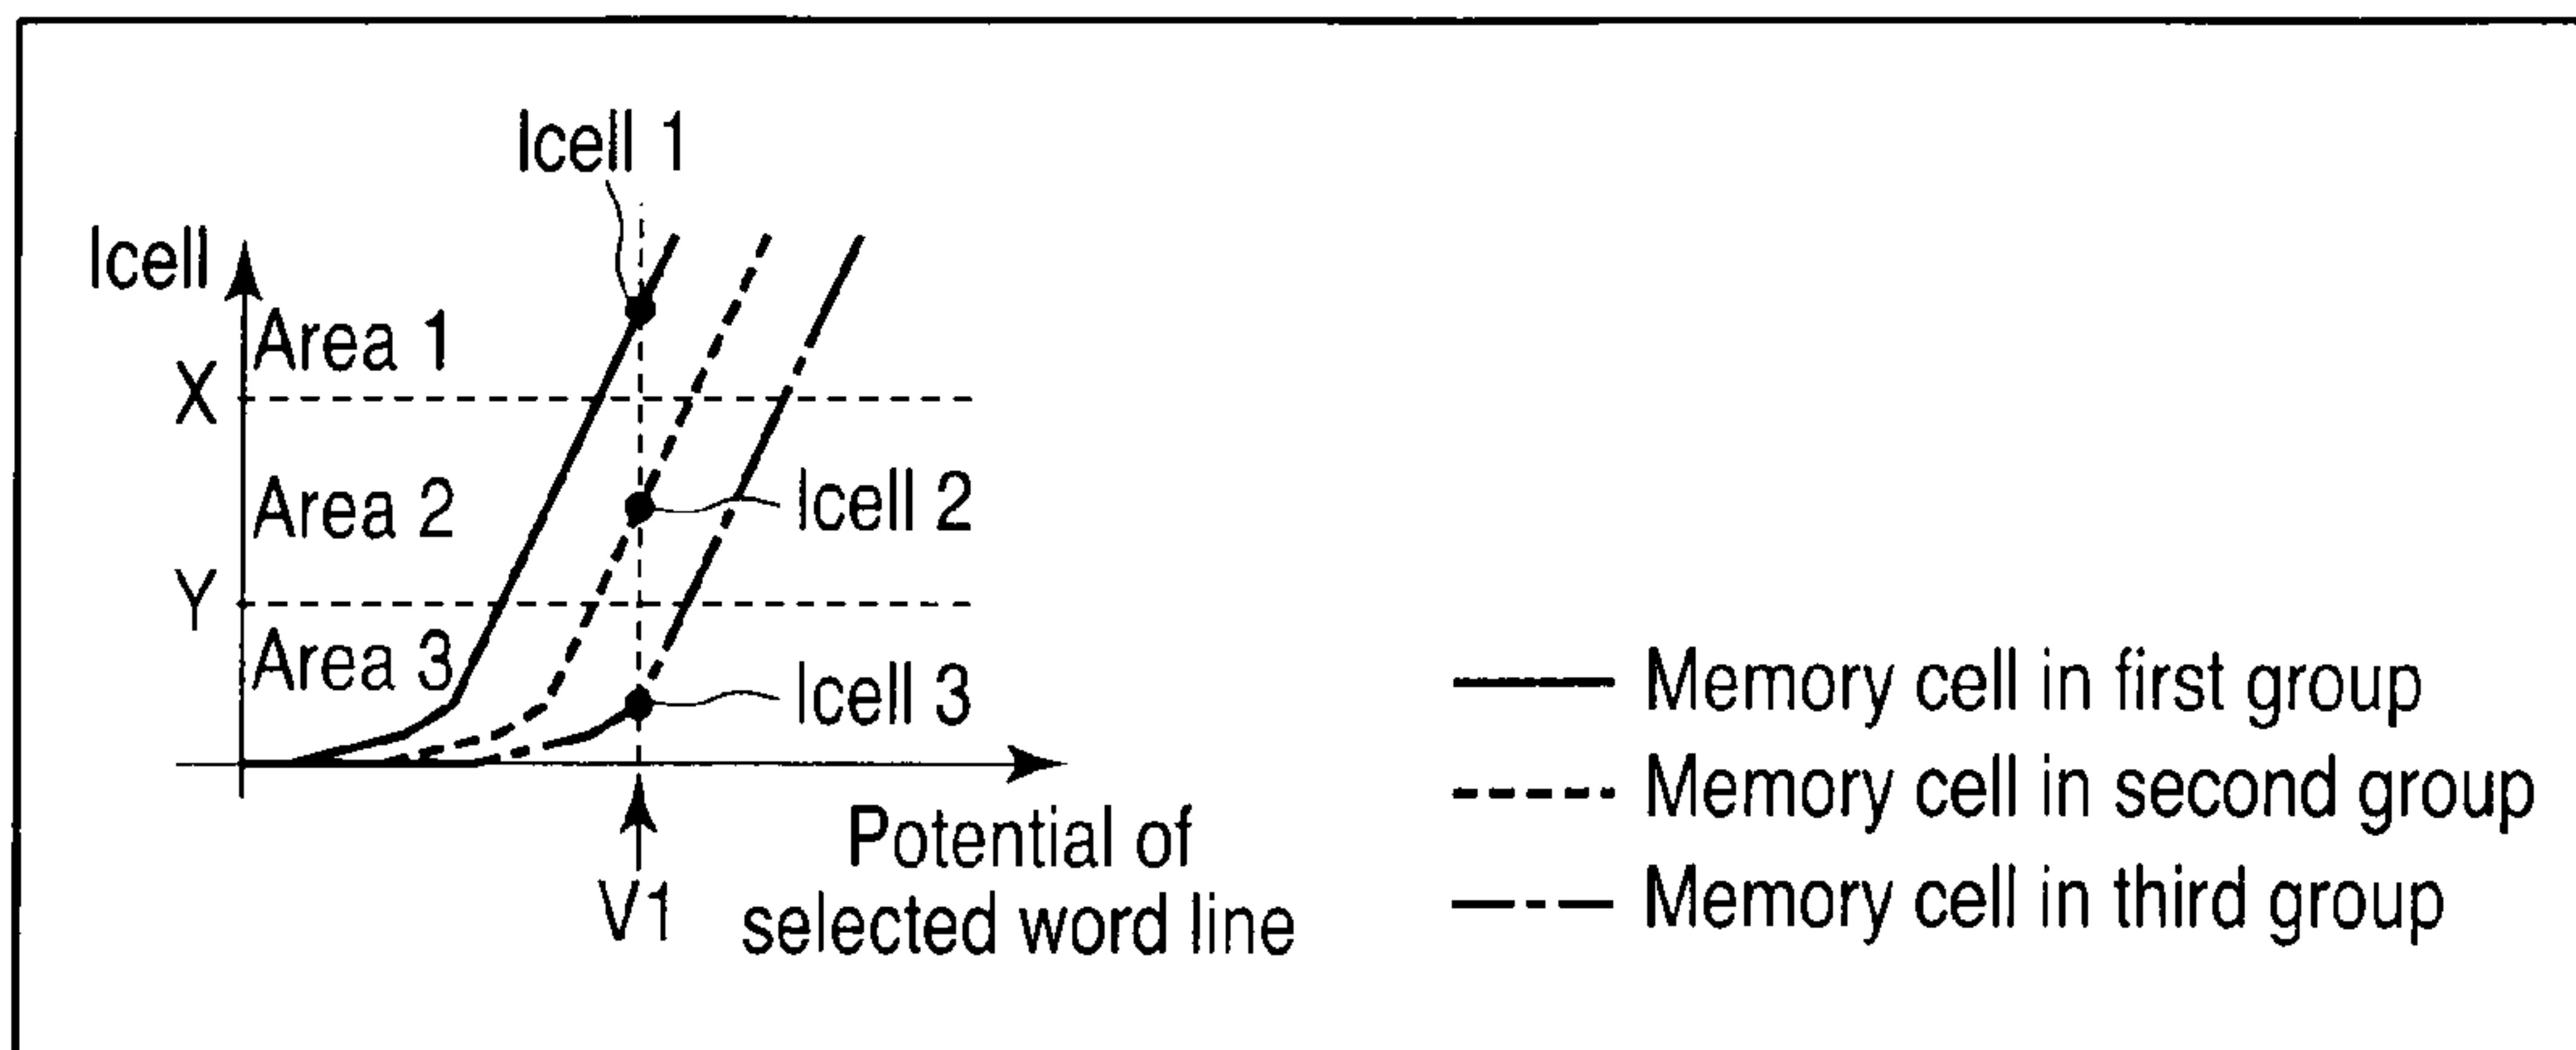 Icell 1
Icell
Area 1
X
Area 2
Icell 2
Y
Area 3
Icell 3
V1
Potential of
selected word line
Memory cell in first group
Memory cell in second group
Memory cell in third group